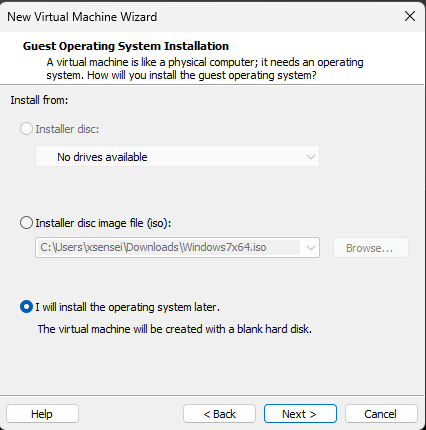 New Virtual Machine Wizard
Guest Operating System Installation
A virtual machine is like a physical computer; it needs an operating
system. How will you install the guest operating system?
Install from:
Installer disc:
No drives available
Installer disc image file (iso):
C:\Users\xsensei\Downloads\Windows7x64.iso
Browse...
I will install the operating system later.
The virtual machine will be created with a blank hard disk.
Help
< Back
Next >
Cancel